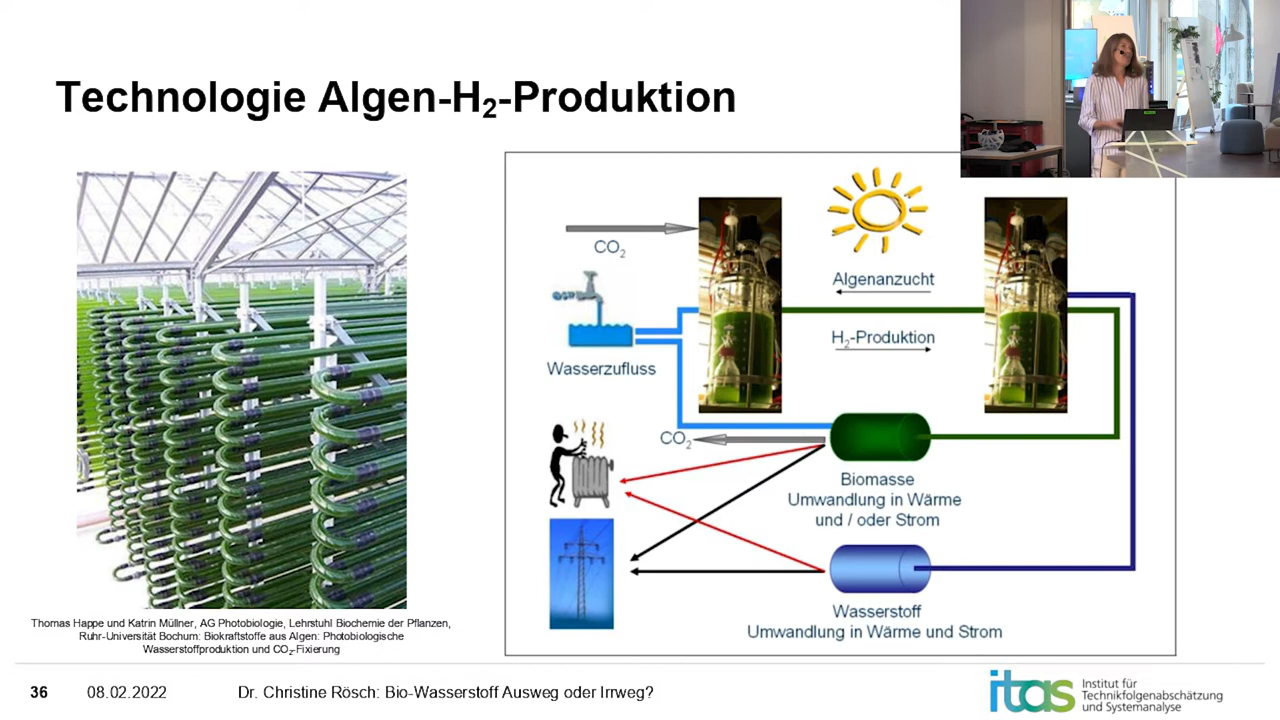 Technologie Algen-H₂-Produktion
CO₂
Wasserzufluss
Algenanzucht
H₂-Produktion
CO₂
Biomasse
Umwandlung in Wärme
und / oder Strom
Wasserstoff
Umwandlung in Wärme und Strom
Thomas Happe und Katrin Müllner, AG Photobiologie, Lehrstuhl Biochemie der Pflanzen,
Ruhr-Universität Bochum: Biokraftstoffe aus Algen: Photobiologische
Wasserstoffproduktion und CO₂-Fixierung
36 08.02.2022 Dr. Christine Rösch: Bio-Wasserstoff Ausweg oder Irrweg?
itas
Institut für
Technikfolgenabschätzung
und Systemanalyse